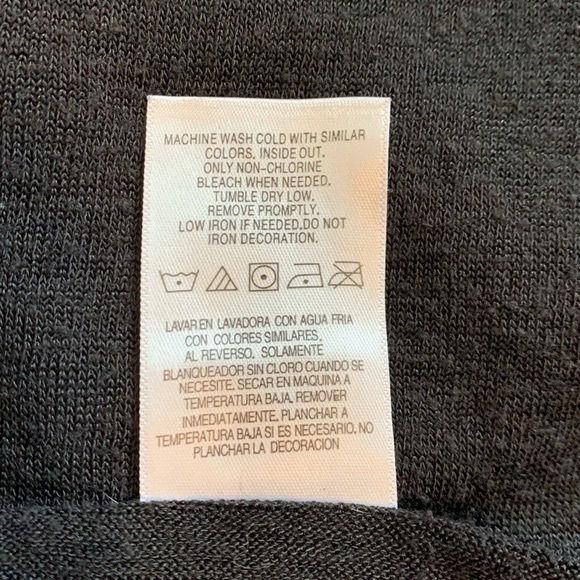 MACHINE WASH COLD WITH SIMILAR
COLORS. INSIDE OUT.
ONLY NON-CHLORINE
BLEACH WHEN NEEDED.
TUMBLE DRY LOW.
REMOVE PROMPTLY.
LOW IRON IF NEEDED.DO NOT
IRON DECORATION.
LAVAR EN LAVADORA CON AGUA FRIA
CON COLORES SIMILARES.
AL REVERSO. SOLAMENTE
BLANQUEADOR SIN CLORO CUANDO SE
NECESITE. SECAR EN MAQUINA A
TEMPERATURA BAJA. REMOVER
INMEDIATAMENTE. PLANCHAR A
TEMPERATURA BAJA SI ES NECESARIO. NO
PLANCHAR LA DECORACION